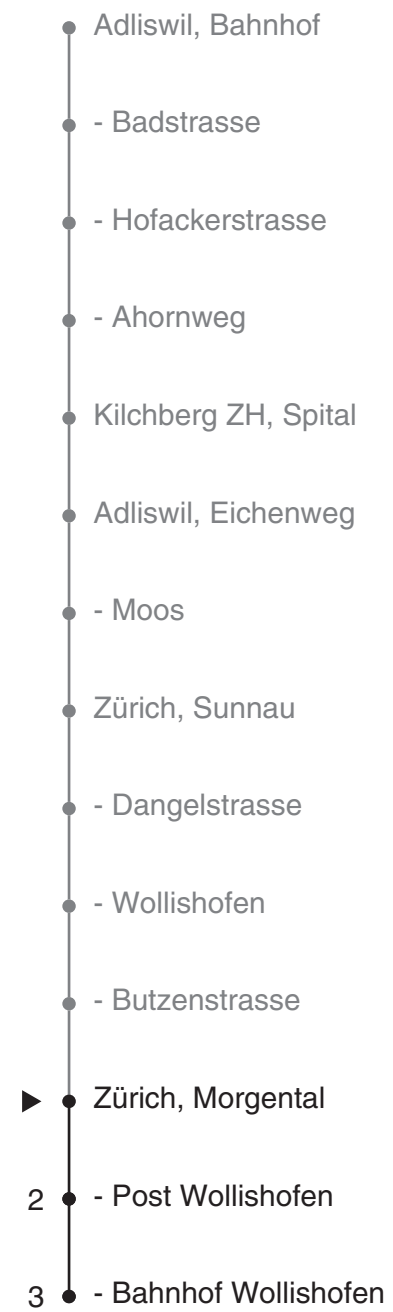 Adliswil, Bahnhof
- Badstrasse
- Hofackerstrasse
- Ahornweg
Kilchberg ZH, Spital
Adliswil, Eichenweg
- Moos
Zürich, Sunnau
- Dangelstrasse
- Wollishofen
- Butzenstrasse
Zürich, Morgental
2 - Post Wollishofen
3 - Bahnhof Wollishofen